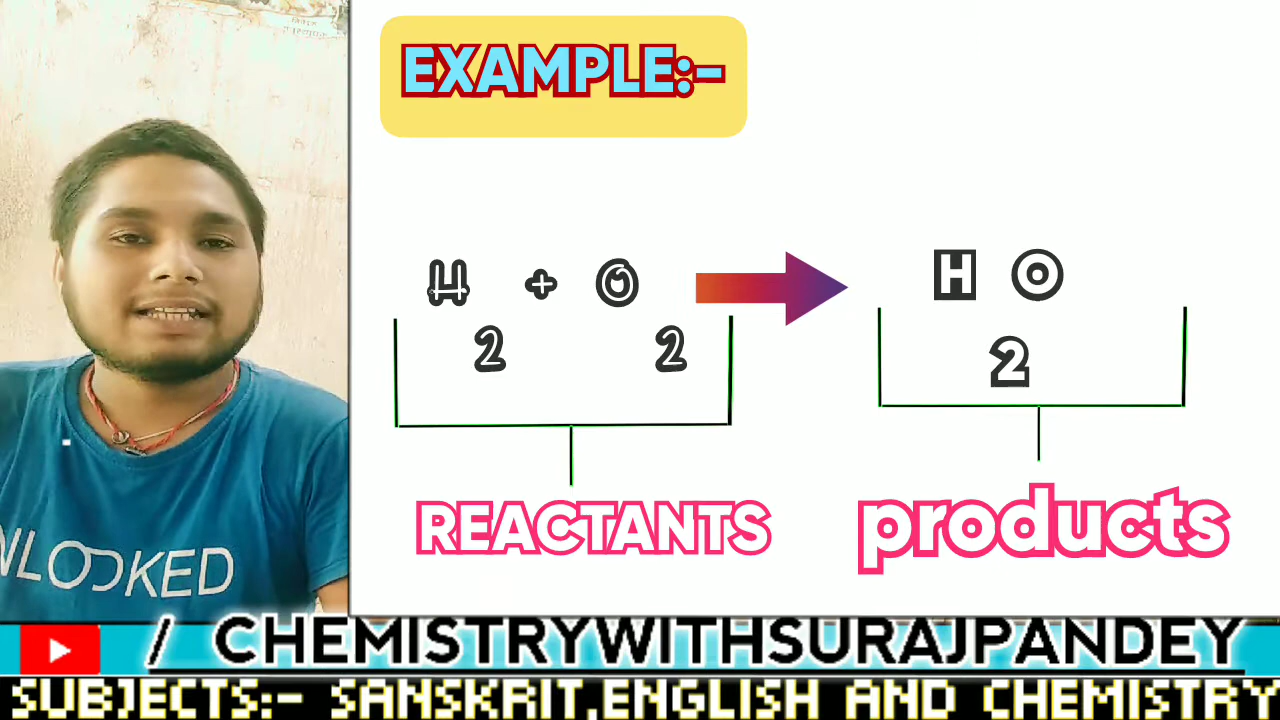 EXAMPLE:-
H + O H O
2 2 2
REACTANTS products
NLOCKED
/ CHEMISTRYWITHSURAJPANDEY
SUBJECTS:- SANSKRIT,ENGLISH AND CHEMISTRY